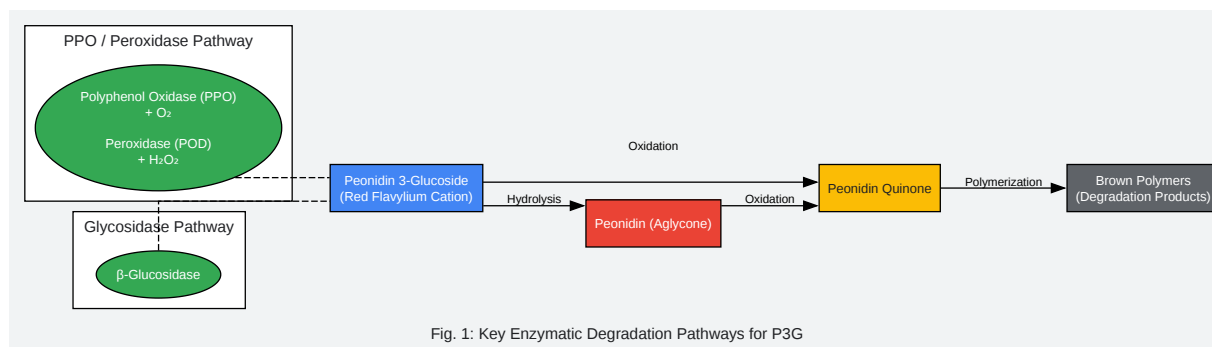 PPO / Peroxidase Pathway
Polyphenol Oxidase (PPO)
+ O₂
Peroxidase (POD)
+ H₂O₂
Glycosidase Pathway
β-Glucosidase
Peonidin 3-Glucoside
(Red Flavylium Cation)
Oxidation
Hydrolysis
Peonidin (Aglycone)
Oxidation
Peonidin Quinone
Polymerization
Brown Polymers
(Degradation Products)
Fig. 1: Key Enzymatic Degradation Pathways for P3G